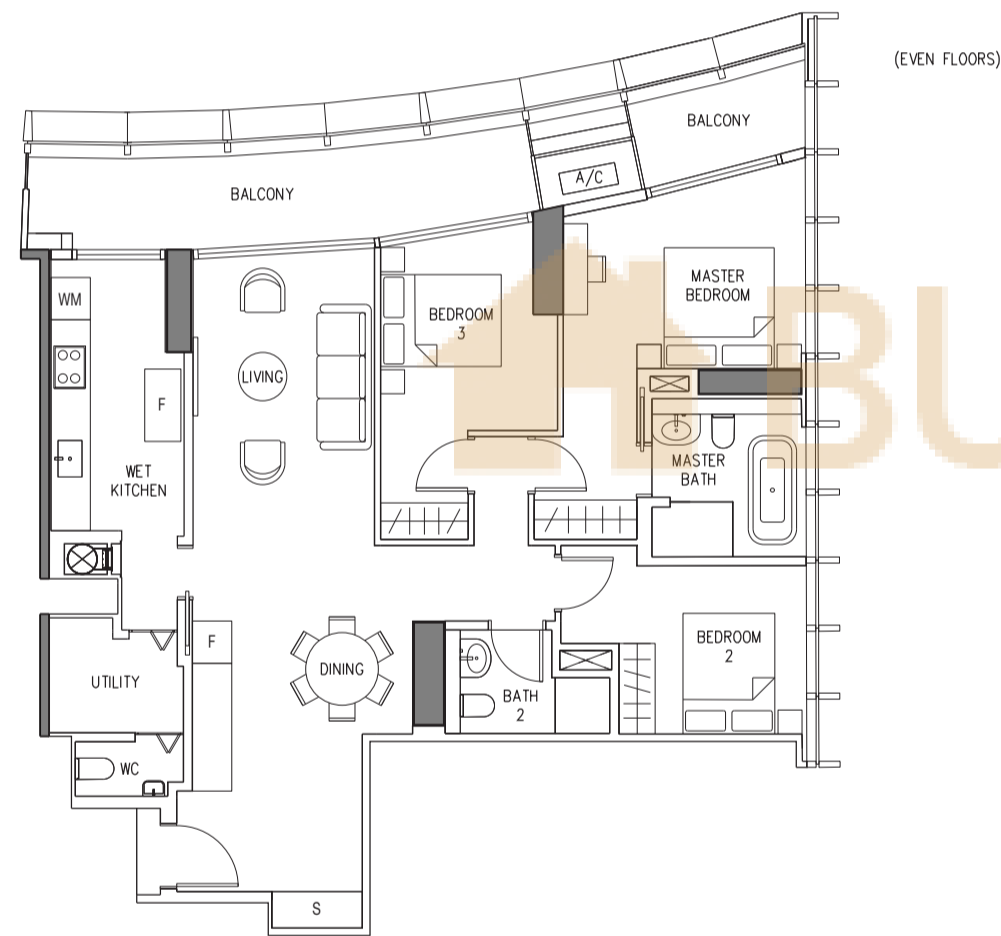 (EVEN FLOORS)
BALCONY
BALCONY
A/C
WM
BEDROOM
3
MASTER
BEDROOM
LIVING
F
WET
KITCHEN
MASTER
BATH
BU
F
DINING
BEDROOM
2
UTILITY
BATH
2
WC
S